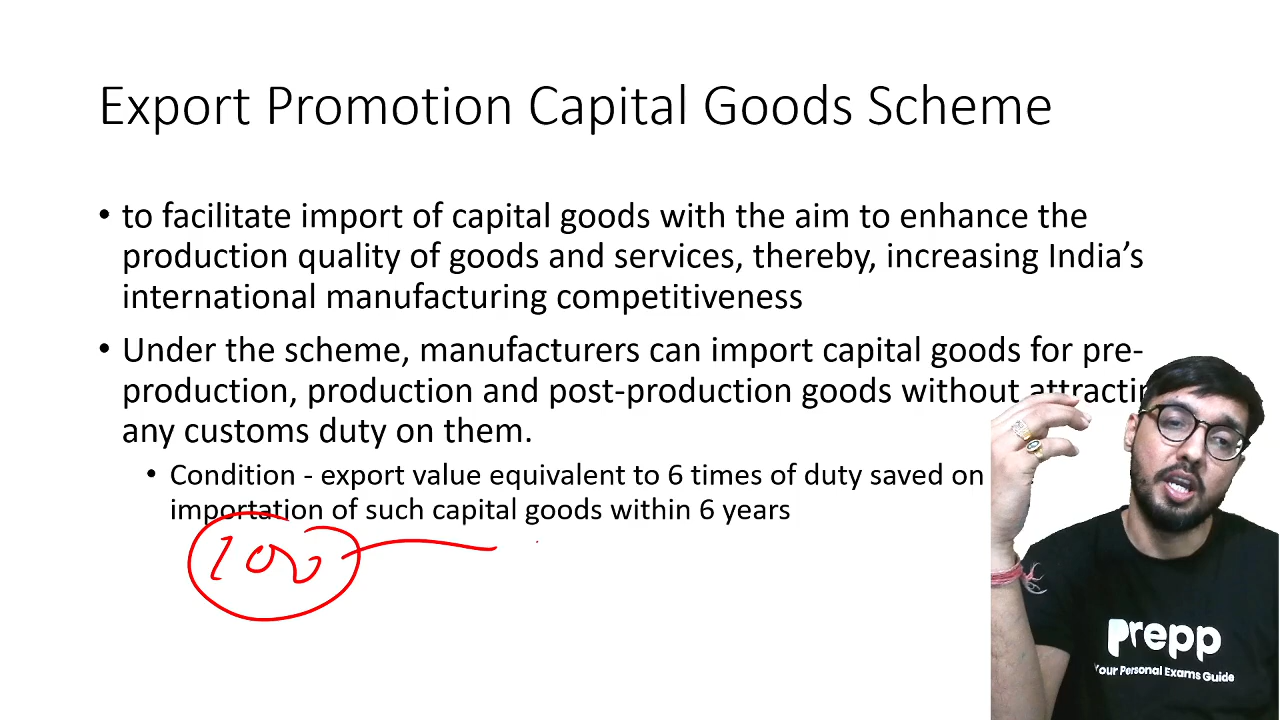 Export Promotion Capital Goods Scheme
• to facilitate import of capital goods with the aim to enhance the
production quality of goods and services, thereby, increasing India’s
international manufacturing competitiveness
• Under the scheme, manufacturers can import capital goods for pre-
production, production and post-production goods without attractin
any customs duty on them.
• Condition - export value equivalent to 6 times of duty saved on
importation of such capital goods within 6 years
100
prepp
Your Personal Exams Guide